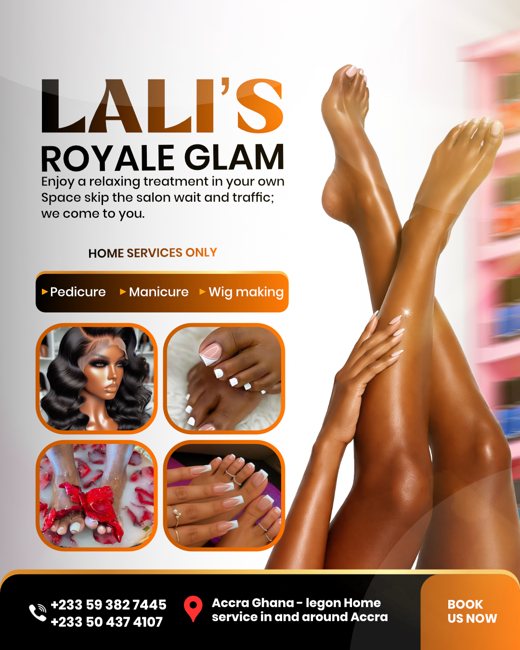 LALI'S
ROYALE GLAM
Enjoy a relaxing treatment in your own
Space skip the salon wait and traffic;
we come to you.
HOME SERVICES ONLY
Pedicure Manicure Wig making
+233 59 382 7445
+233 50 437 4107
Accra Ghana - legon Home
service in and around Accra
BOOK
US NOW